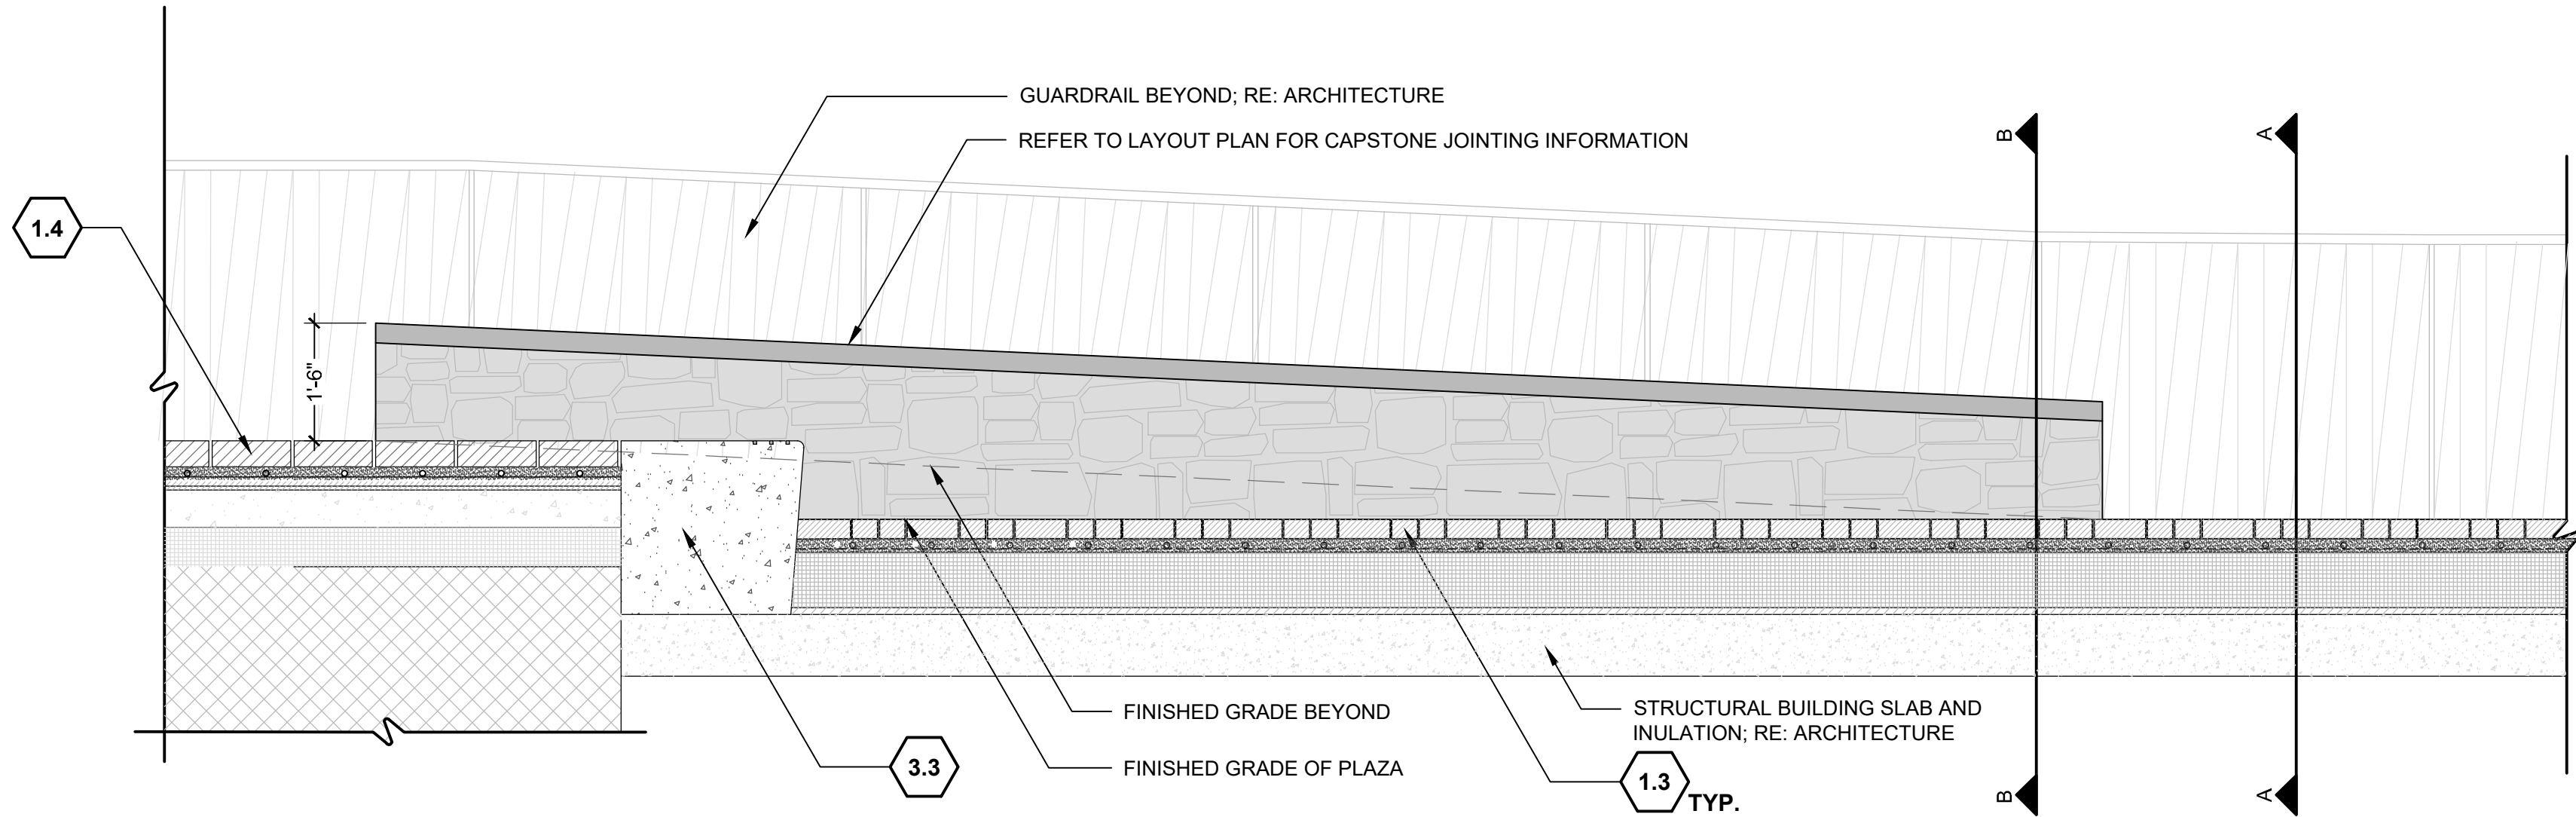 GUARDRAIL BEYOND; RE: ARCHITECTURE
REFER TO LAYOUT PLAN FOR CAPSTONE JOINTING INFORMATION
B
A
1.4
1'-6"
FINISHED GRADE BEYOND
STRUCTURAL BUILDING SLAB AND
INULATION; RE: ARCHITECTURE
3.3
FINISHED GRADE OF PLAZA
1.3
TYP.
B
A